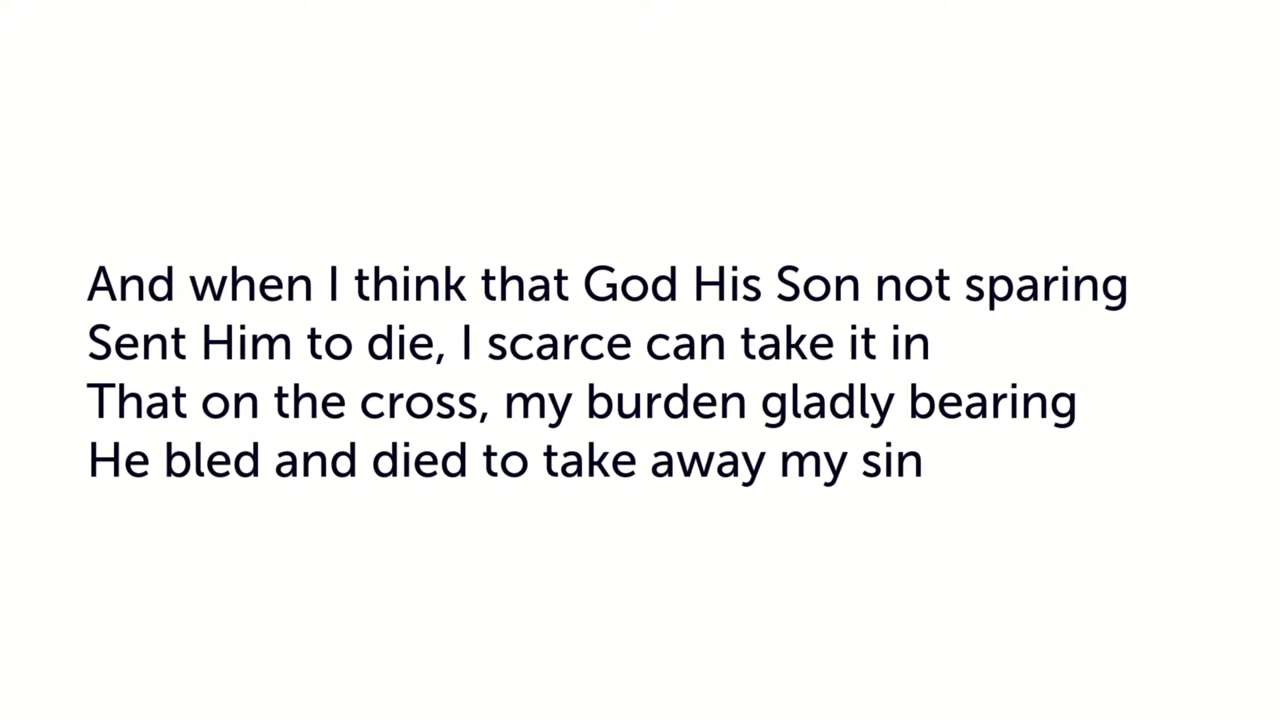 And when I think that God His Son not sparing
Sent Him to die, I scarce can take it in
That on the cross, my burden gladly bearing
He bled and died to take away my sin